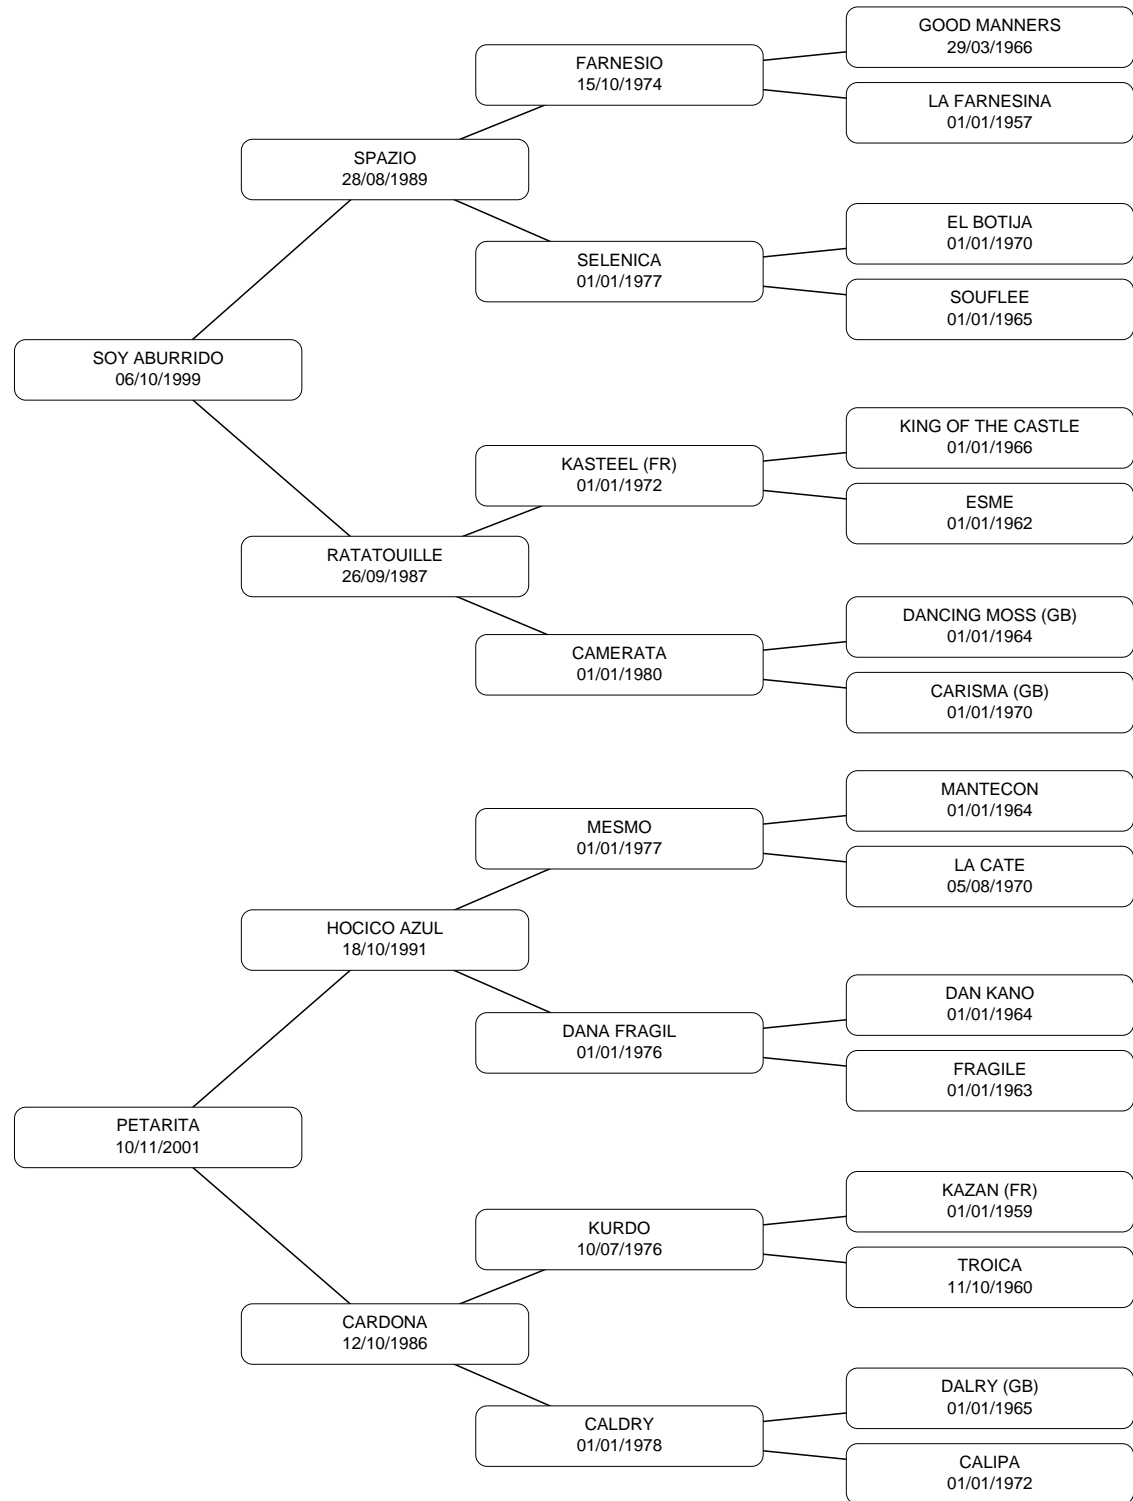 GOOD MANNERS
29/03/1966
FARNESIO
15/10/1974
LA FARNESINA
01/01/1957
SPAZIO
28/08/1989
EL BOTIJA
01/01/1970
SELENICA
01/01/1977
SOUFLEE
01/01/1965
SOY ABURRIDO
06/10/1999
KING OF THE CASTLE
01/01/1966
KASTEEL (FR)
01/01/1972
ESME
01/01/1962
RATATOUILLE
26/09/1987
DANCING MOSS (GB)
01/01/1964
CAMERATA
01/01/1980
CARISMA (GB)
01/01/1970
MANTECON
01/01/1964
MESMO
01/01/1977
LA CATE
05/08/1970
HOCICO AZUL
18/10/1991
DAN KANO
01/01/1964
DANA FRAGIL
01/01/1976
FRAGILE
01/01/1963
PETARITA
10/11/2001
KAZAN (FR)
01/01/1959
KURDO
10/07/1976
TROICA
11/10/1960
CARDONA
12/10/1986
DALRY (GB)
01/01/1965
CALDRY
01/01/1978
CALIPA
01/01/1972